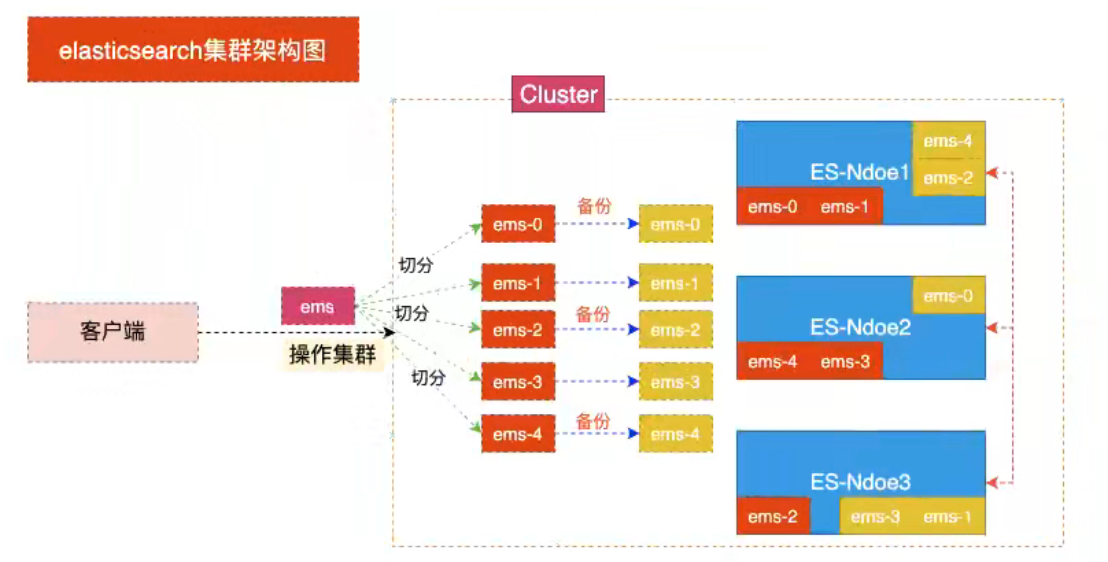 elasticsearch集群架构图
Cluster
ems-4
ES-Ndoe1
ems-2
ems-0
ems-1
备份
ems-0
ems-0
切分
备份
ems-1
ems-1
ems
切分
ems-2
ems-2
客户端
操作集群
切分
ems-3
ems-3
备份
ems-4
ems-4
ems-0
ES-Ndoe2
ems-4
ems-3
ES-Ndoe3
ems-2
ems-3
ems-1